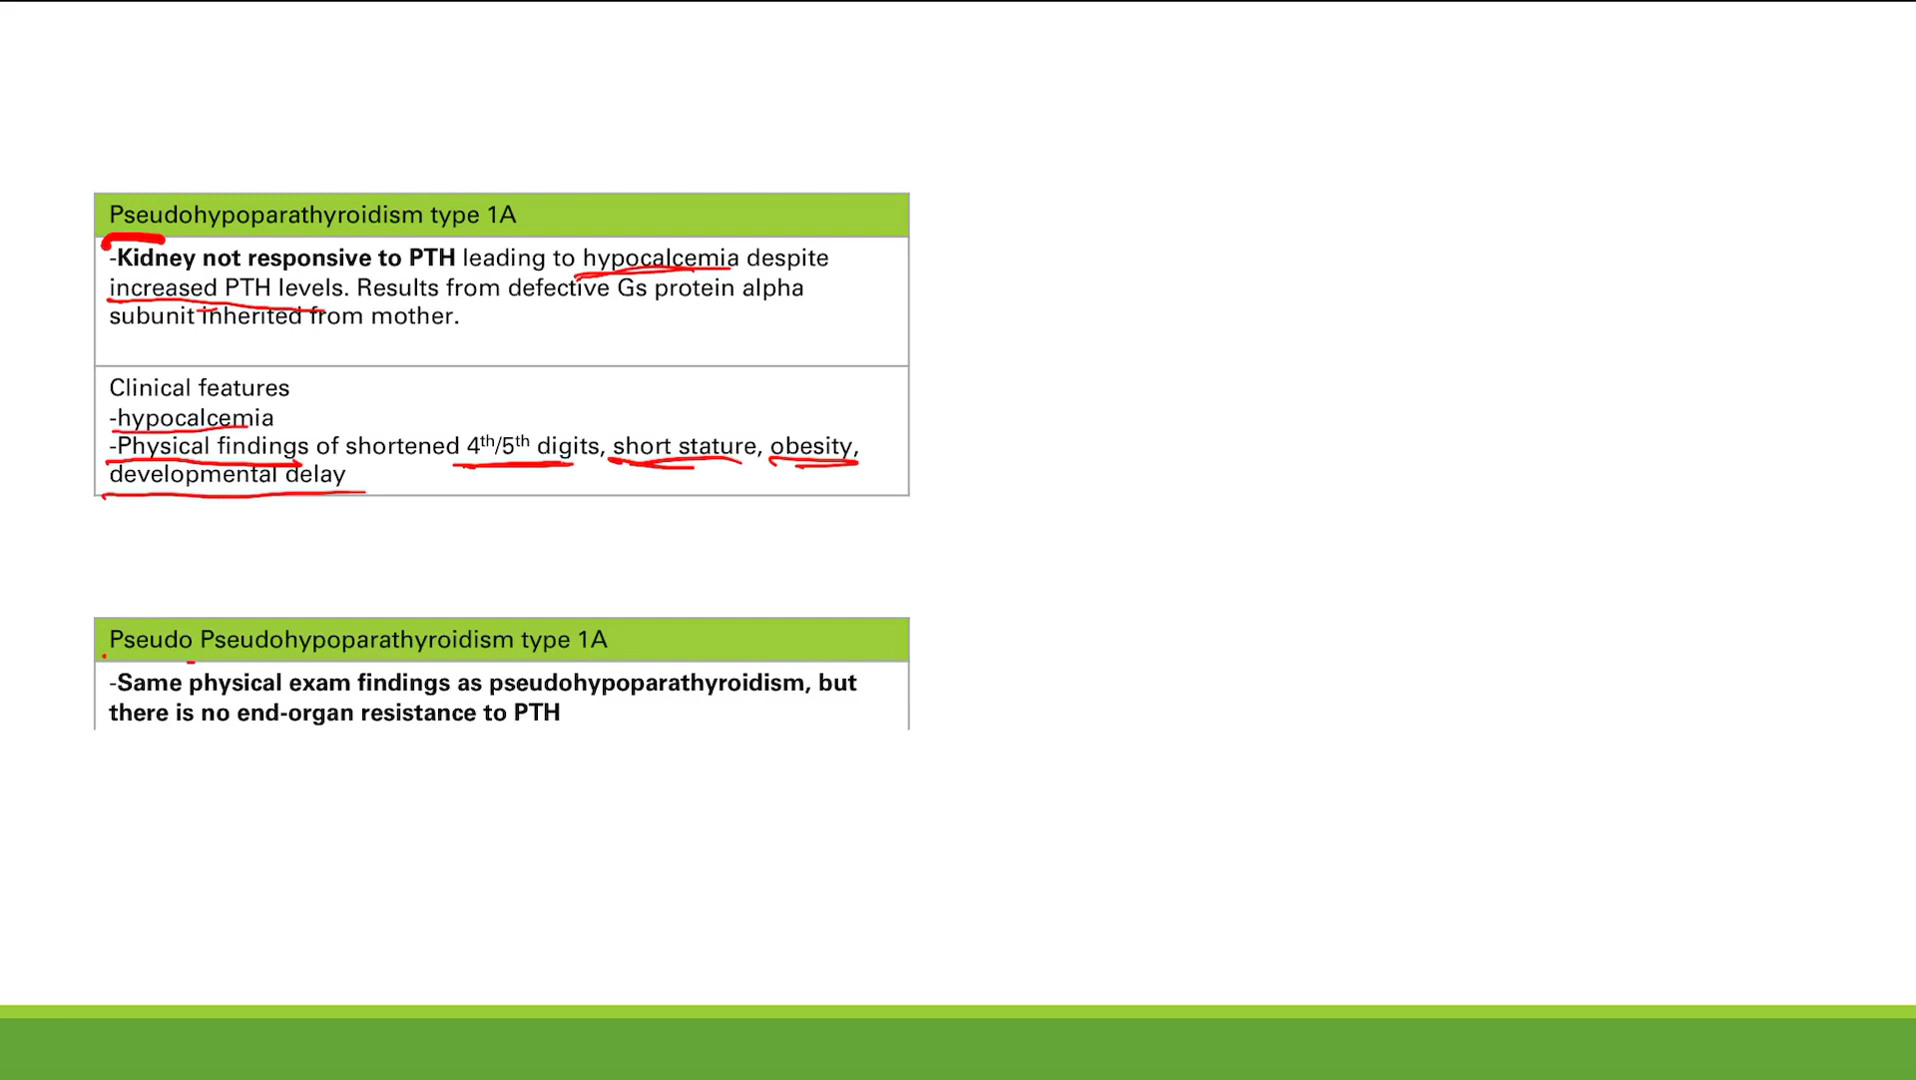 Pseudohypoparathyroidism type 1A
-Kidney not responsive to PTH leading to hypocalcemia despite
increased PTH levels. Results from defective Gs protein alpha
subunit inherited from mother.
Clinical features
-hypocalcemia
-Physical findings of shortened 4th/5th digits, short stature, obesity,
developmental delay
Pseudo Pseudohypoparathyroidism type 1A
-Same physical exam findings as pseudohypoparathyroidism, but
there is no end-organ resistance to PTH